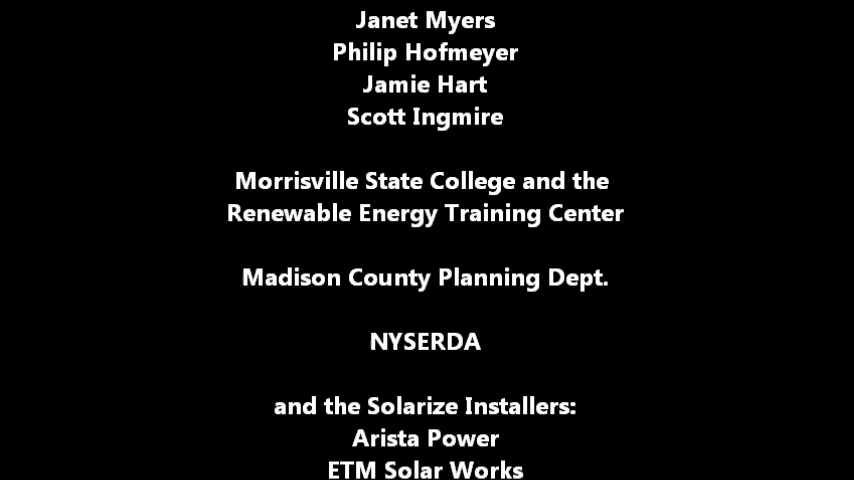 Janet Myers
Philip Hofmeyer
Jamie Hart
Scott Ingmire
Morrisville State College and the
Renewable Energy Training Center
Madison County Planning Dept.
NYSERDA
and the Solarize Installers:
Arista Power
ETM Solar Works